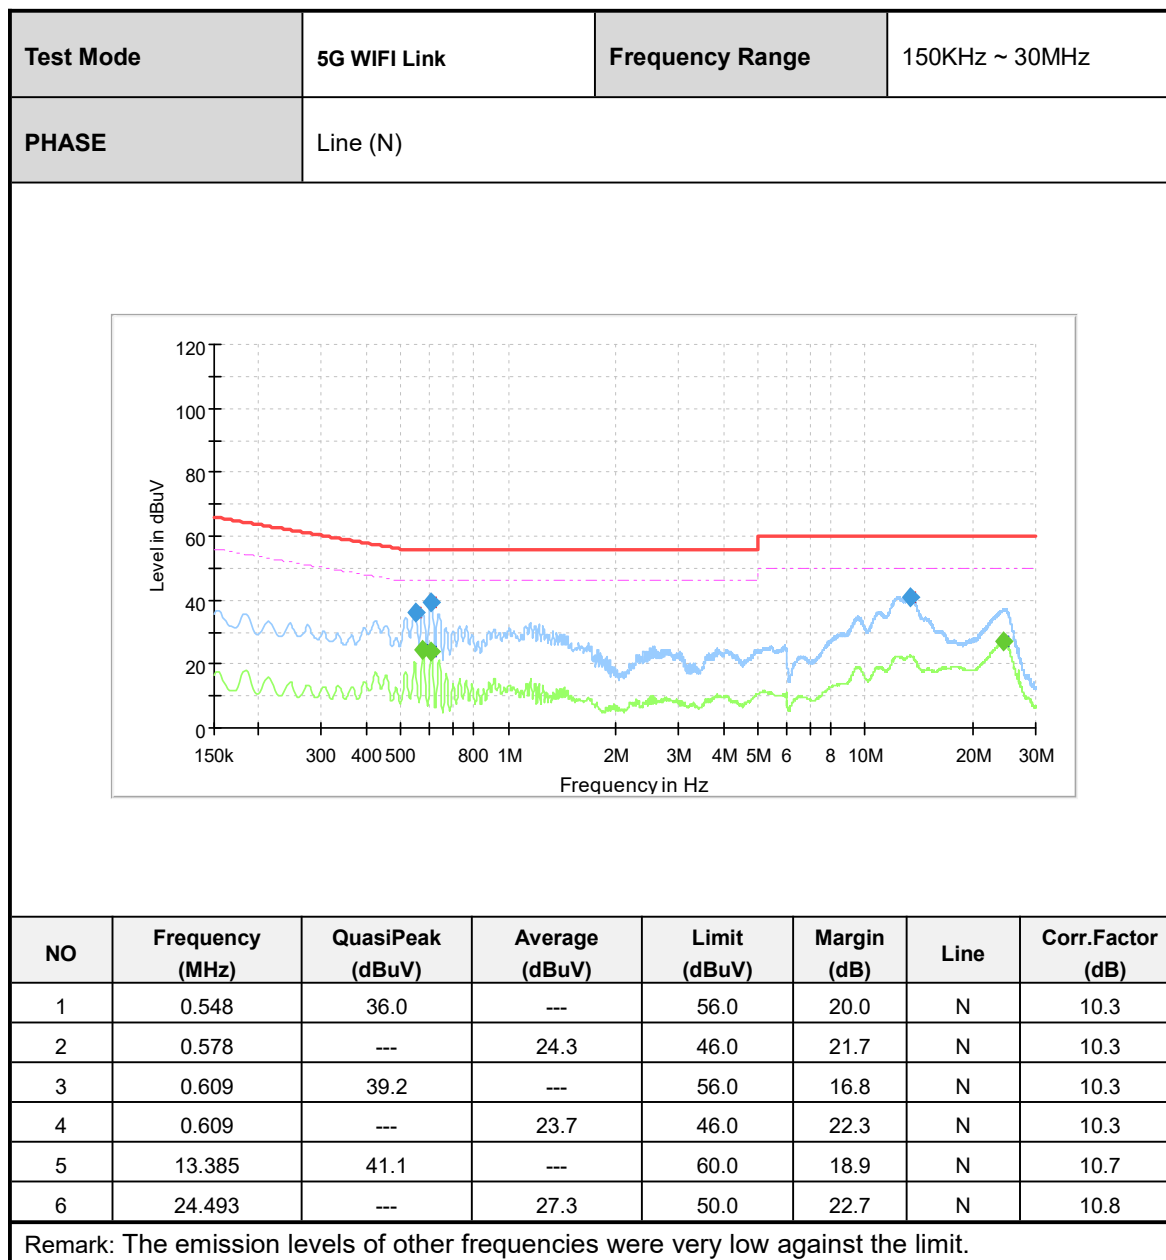 Test Mode 5G WIFI Link Frequency Range 150KHz ~ 30MHz
PHASE Line (N)
120
100
80
60
40
20
0
Level in dBuV
150k 300 400 500 800 1M 2M 3M 4M 5M 6 8 10M 20M 30M
Frequency in Hz
NO Frequency (MHz) QuasiPeak (dBuV) Average (dBuV) Limit (dBuV) Margin (dB) Line Corr.Factor (dB)
1 0.548 36.0 --- 56.0 20.0 N 10.3
2 0.578 --- 24.3 46.0 21.7 N 10.3
3 0.609 39.2 --- 56.0 16.8 N 10.3
4 0.609 --- 23.7 46.0 22.3 N 10.3
5 13.385 41.1 --- 60.0 18.9 N 10.7
6 24.493 --- 27.3 50.0 22.7 N 10.8
Remark: The emission levels of other frequencies were very low against the limit.